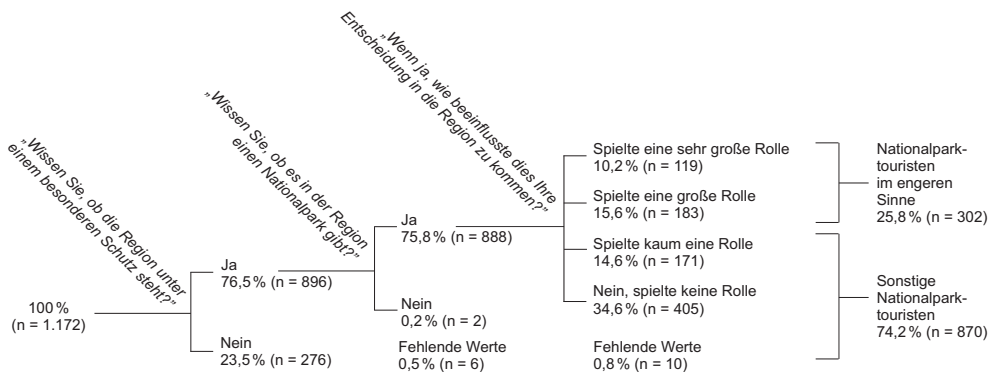 „Wissen Sie, ob die Region unter
einem besonderen Schutz steht?”
„Wissen Sie, ob es in der Region
einen Nationalpark gibt?”
„Wenn ja, wie beeinflusste dies Ihre
Entscheidung in die Region zu kommen?”
100 %
(n = 1.172)
Ja
76,5 % (n = 896)
Nein
23,5 % (n = 276)
Ja
75,8 % (n = 888)
Nein
0,2 % (n = 2)
Fehlende Werte
0,5 % (n = 6)
Spielte eine sehr große Rolle
10,2 % (n = 119)
Spielte eine große Rolle
15,6 % (n = 183)
Spielte kaum eine Rolle
14,6 % (n = 171)
Nein, spielte keine Rolle
34,6 % (n = 405)
Fehlende Werte
0,8 % (n = 10)
Nationalpark-
touristen
im engeren
Sinne
25,8 % (n = 302)
Sonstige
Nationalpark-
touristen
74,2 % (n = 870)